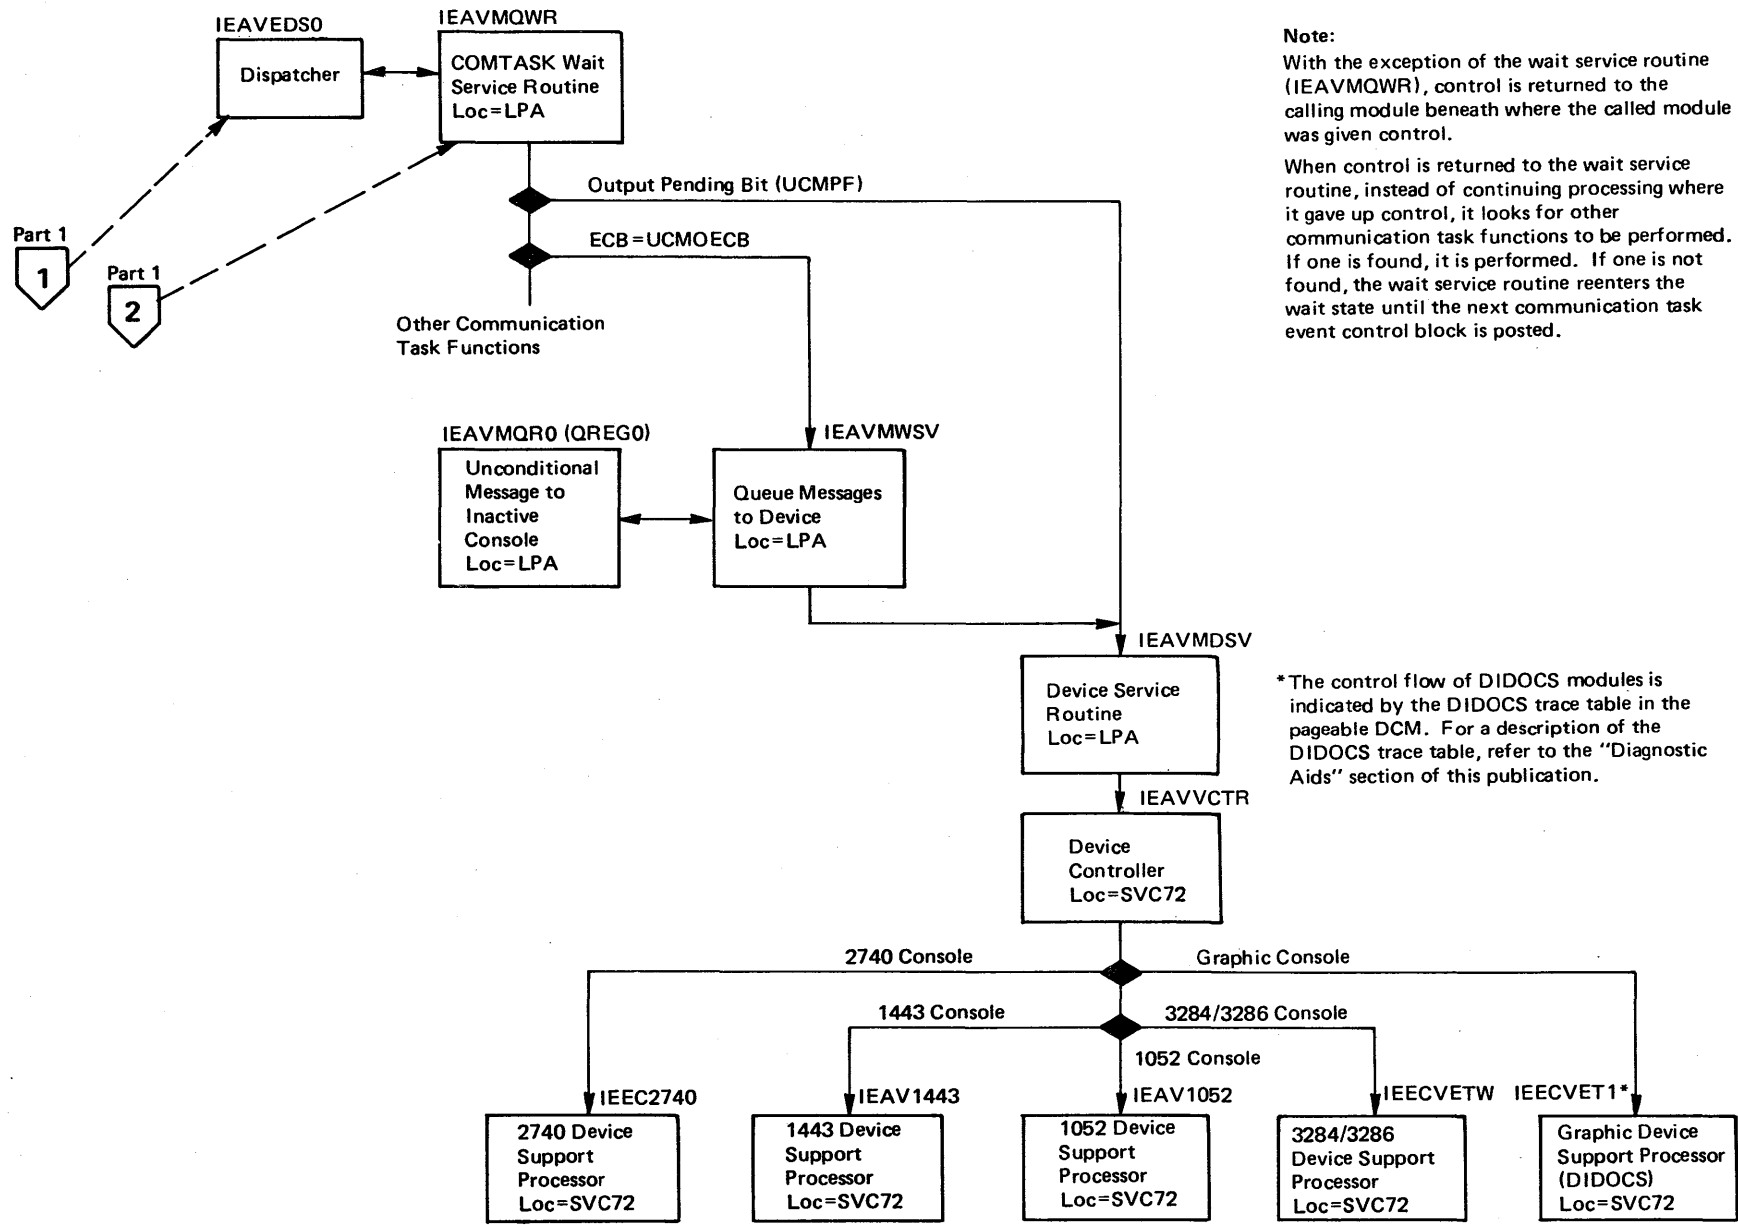 IEAVEDS0
Dispatcher
IEAVMQWR
COMTASK Wait
Service Routine
Loc=LPA
Note:
With the exception of the wait service routine
(IEAVMQWR), control is returned to the
calling module beneath where the called module
was given control.
When control is returned to the wait service
routine, instead of continuing processing where
it gave up control, it looks for other
communication task functions to be performed.
If one is found, it is performed. If one is not
found, the wait service routine reenters the
wait state until the next communication task
event control block is posted.
Output Pending Bit (UCMPF)
ECB=UCMOECB
Part 1
1
Part 1
2
Other Communication
Task Functions
IEAVMQR0 (QREG0)
Unconditional
Message to
Inactive
Console
Loc=LPA
IEAVMWSV
Queue Messages
to Device
Loc=LPA
IEAVMDSV
Device Service
Routine
Loc=LPA
*The control flow of DIDOCS modules is
indicated by the DIDOCS trace table in the
pageable DCM. For a description of the
DIDOCS trace table, refer to the "Diagnostic
Aids" section of this publication.
IEAVVCTR
Device
Controller
Loc=SVC72
2740 Console
Graphic Console
1443 Console
3284/3286 Console
1052 Console
IEEC2740
2740 Device
Support
Processor
Loc=SVC72
IEAV1443
1443 Device
Support
Processor
Loc=SVC72
IEAV1052
1052 Device
Support
Processor
Loc=SVC72
IEECVETW
3284/3286
Device Support
Processor
Loc=SVC72
IEECVET1*
Graphic Device
Support Processor
(DIDOCS)
Loc=SVC72